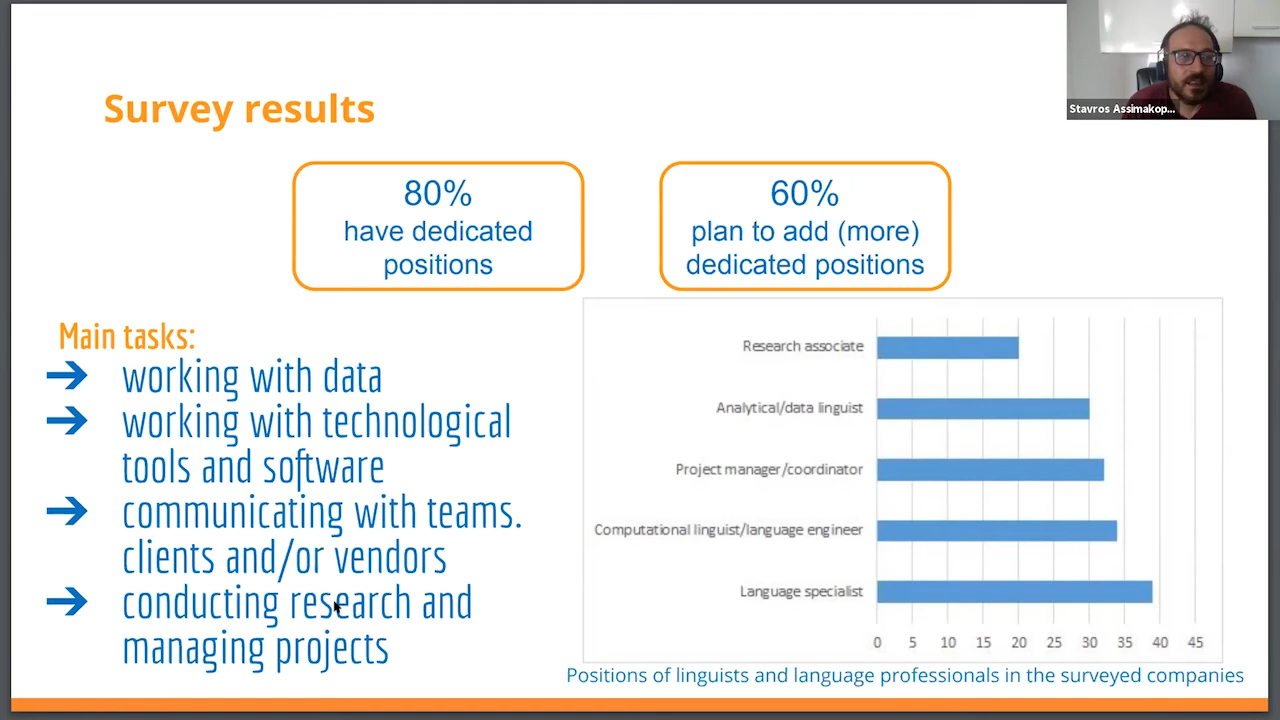 Stavros Assimakop...
Survey results
80%
have dedicated
positions
60%
plan to add (more)
dedicated positions
Main tasks:
➔ working with data
➔ working with technological
tools and software
➔ communicating with teams.
clients and/or vendors
➔ conducting research and
managing projects
Research associate
Analytical/data linguist
Project manager/coordinator
Computational linguist/language engineer
Language specialist
0 5 10 15 20 25 30 35 40 45
Positions of linguists and language professionals in the surveyed companies